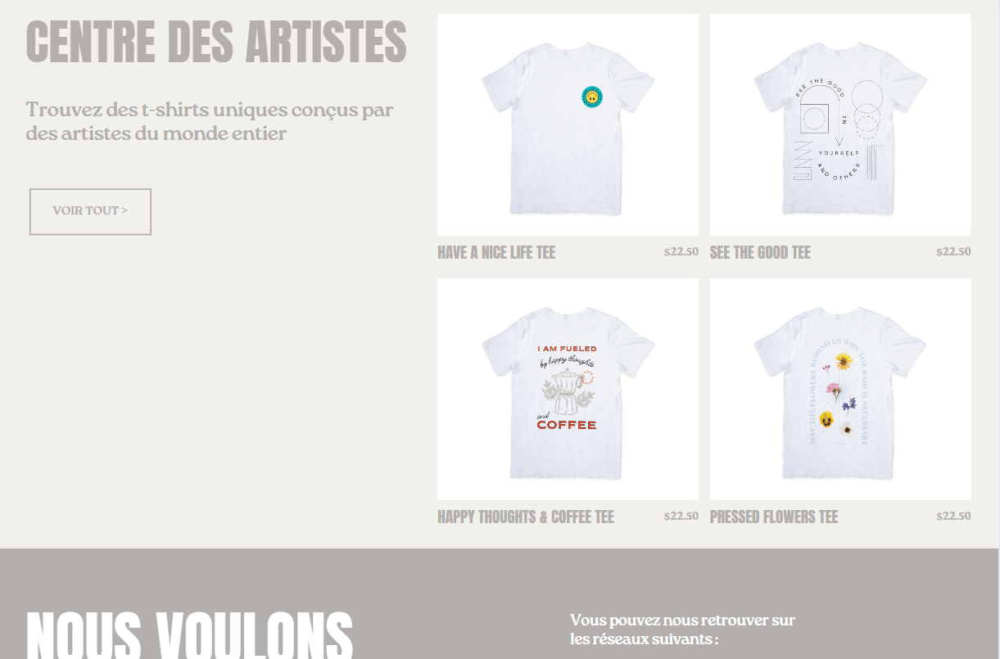 CENTRE DES ARTISTES
Trouvez des t-shirts uniques conçus par
des artistes du monde entier
VOIR TOUT >
SEE THE GOOD
IN
YOURSELF
AND OTHERS
HAVE A NICE LIFE TEE
$22.50
SEE THE GOOD TEE
$22.50
I AM FUELED
by happy thoughts
and
COFFEE
MAY THE FLOWERS REMIND US WHY THE RAIN IS NECESSARY
HAPPY THOUGHTS & COFFEE TEE
$22.50
PRESSED FLOWERS TEE
$22.50
NOUS VOULONS
Vous pouvez nous retrouver sur
les réseaux suivants :